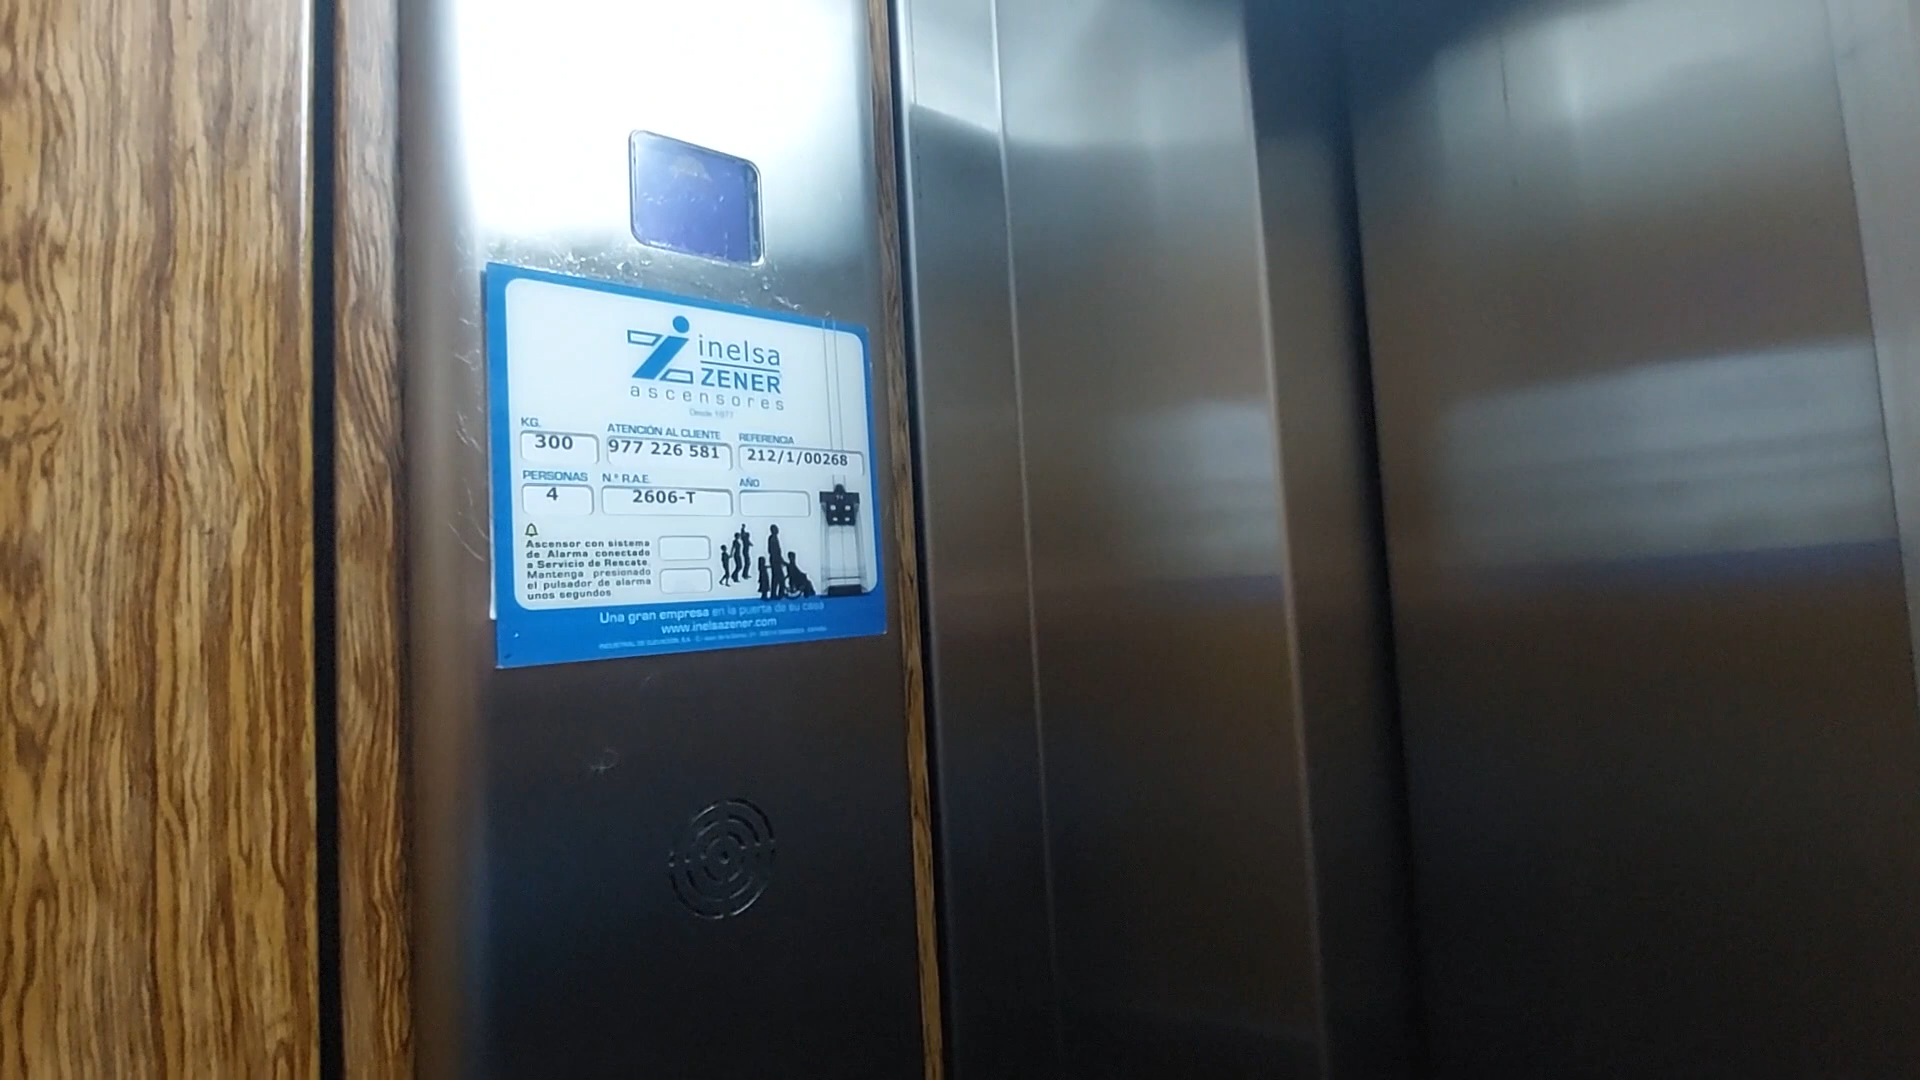 inelsa
ZENER
ascensores
Desde 1977
KG. ATENCIÓN AL CLIENTE REFERENCIA
300 977 226 581 212/1/00268
PERSONAS N.º R.A.E. AÑO
4 2606-T
Ascensor con sistema
de Alarma conectado
a Servicio de Rescate.
Mantenga presionado
el pulsador de alarma
unos segundos
Una gran empresa en la puerta de su casa
www.inelsazener.com